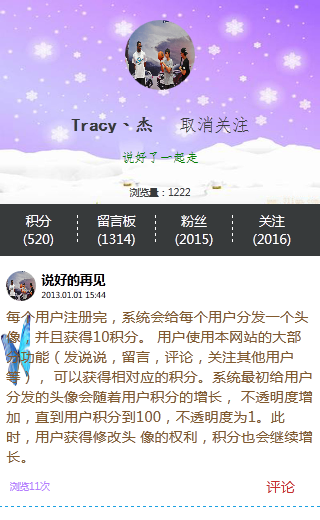 Tracy丶杰 取消关注
说好了一起走
浏览量：1222
积分 留言板 粉丝 关注
(520) (1314) (2015) (2016)
说好的再见
2013.01.01 15:44
每个用户注册完，系统会给每个用户分发一个头
像，并且获得10积分。 用户使用本网站的大部
分功能（发说说，留言，评论，关注其他用户
等）， 可以获得相对应的积分。系统最初给用户
分发的头像会随着用户积分的增长， 不透明度增
加，直到用户积分到100，不透明度为1。此
时，用户获得修改头 像的权利，积分也会继续增
长。
浏览11次 评论